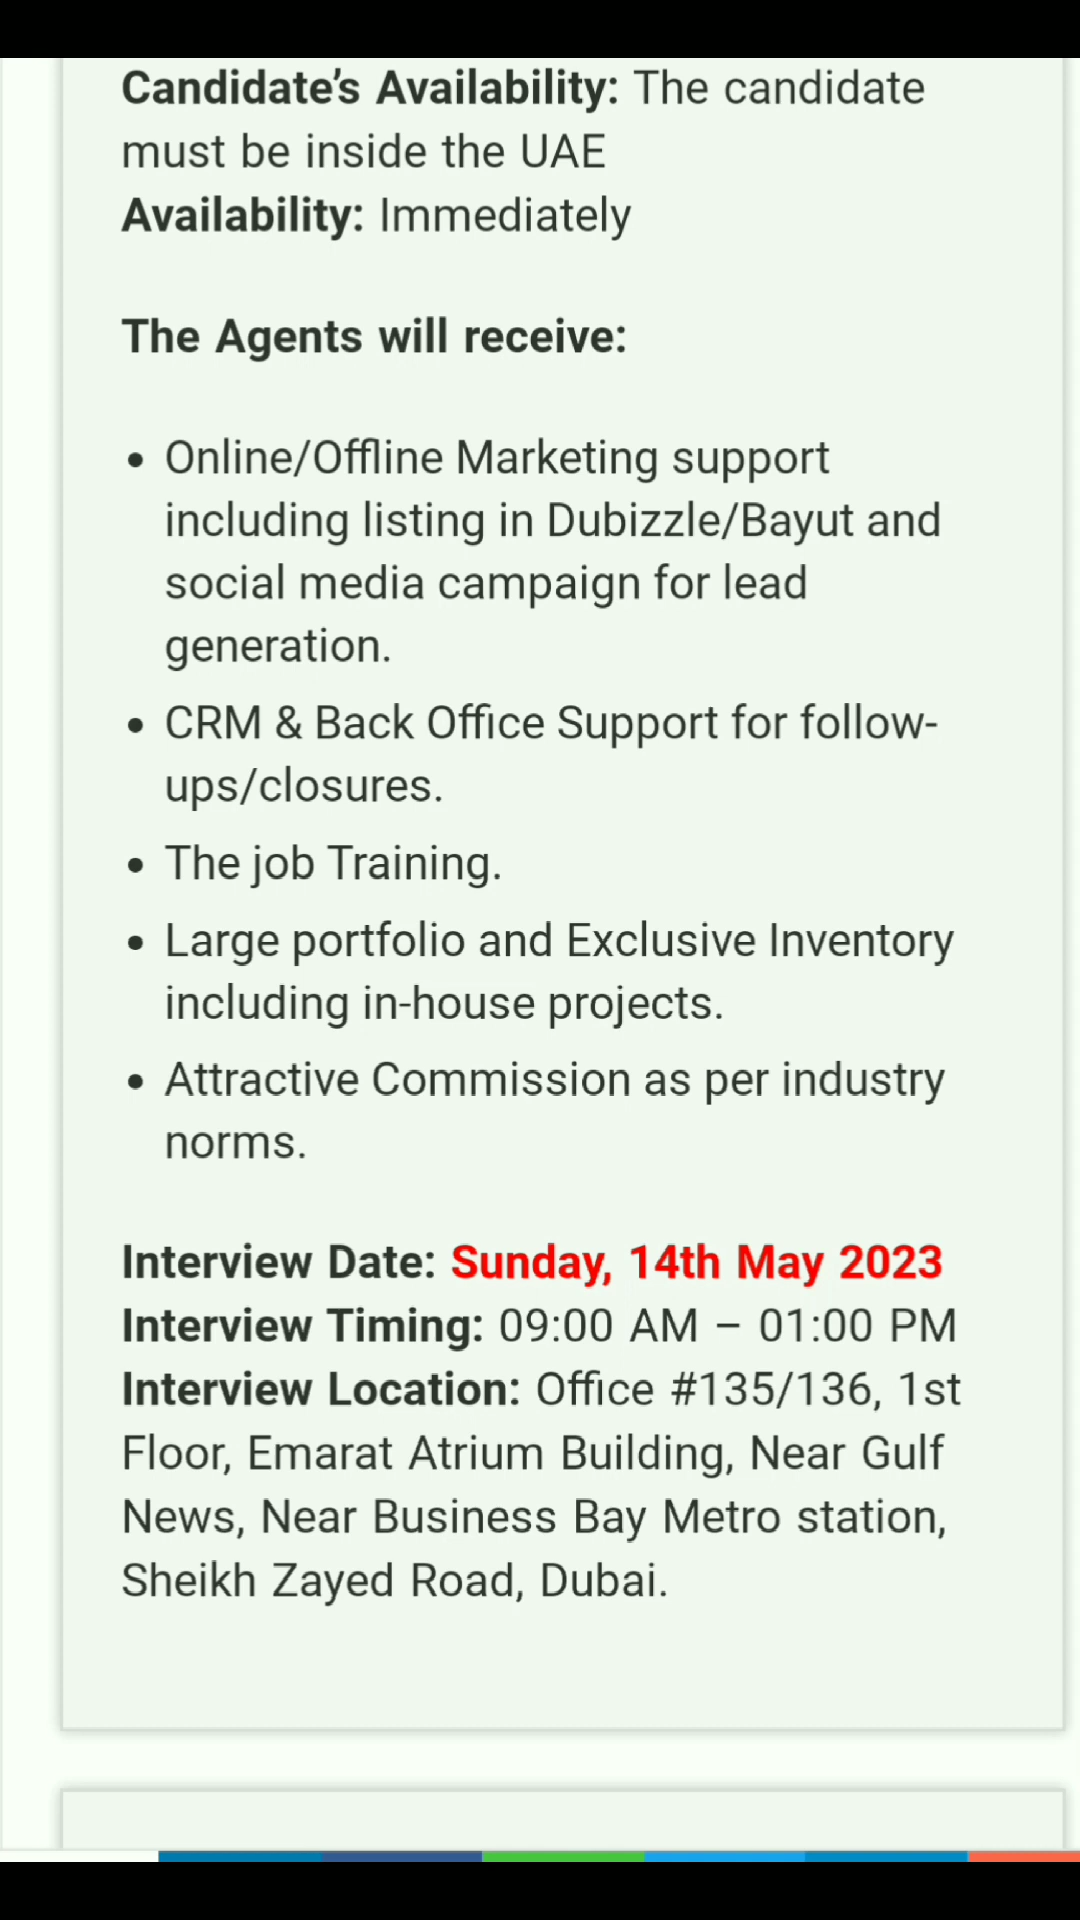 Candidate's Availability: The candidate
must be inside the UAE
Availability: Immediately
The Agents will receive:
• Online/Offline Marketing support
including listing in Dubizzle/Bayut and
social media campaign for lead
generation.
• CRM & Back Office Support for follow-
ups/closures.
• The job Training.
• Large portfolio and Exclusive Inventory
including in-house projects.
• Attractive Commission as per industry
norms.
Interview Date: Sunday, 14th May 2023
Interview Timing: 09:00 AM – 01:00 PM
Interview Location: Office #135/136, 1st
Floor, Emarat Atrium Building, Near Gulf
News, Near Business Bay Metro station,
Sheikh Zayed Road, Dubai.